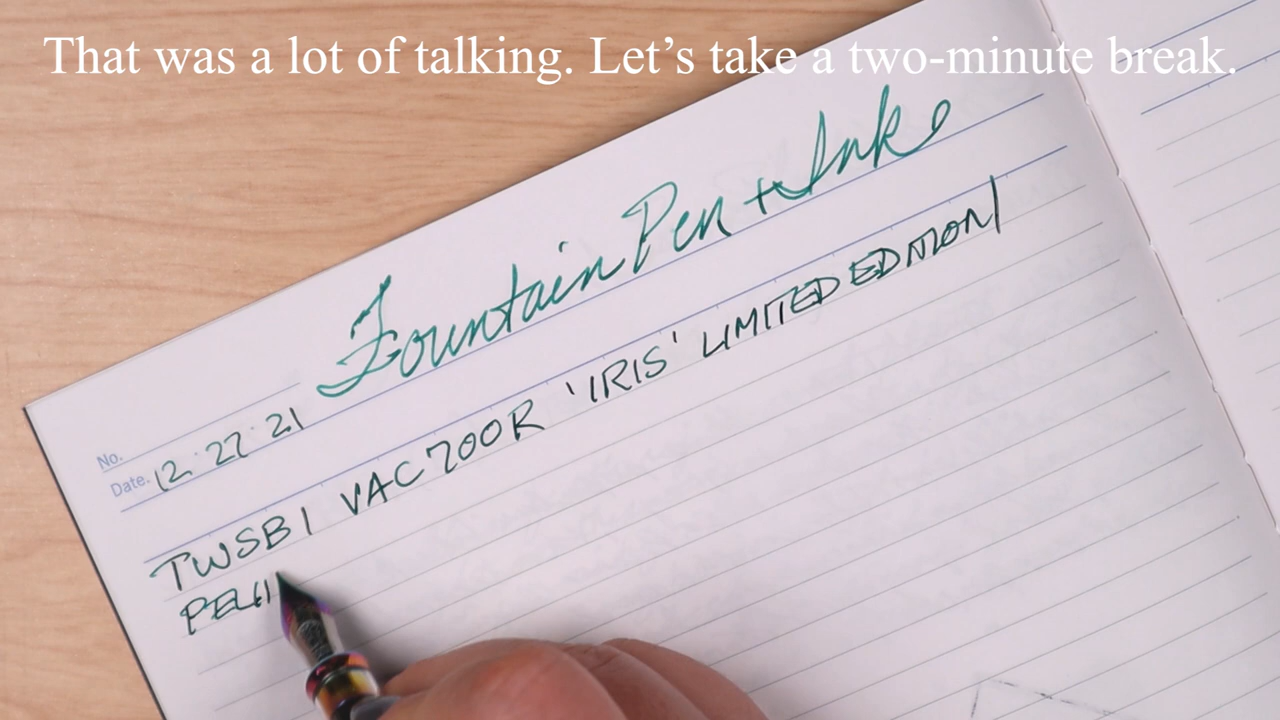 That was a lot of talking. Let’s take a two-minute break.
Fountain Pen + Ink
No.
Date. 12 · 22 · 21
TWSBI VAC700R 'IRIS' LIMITED EDITION
PELI